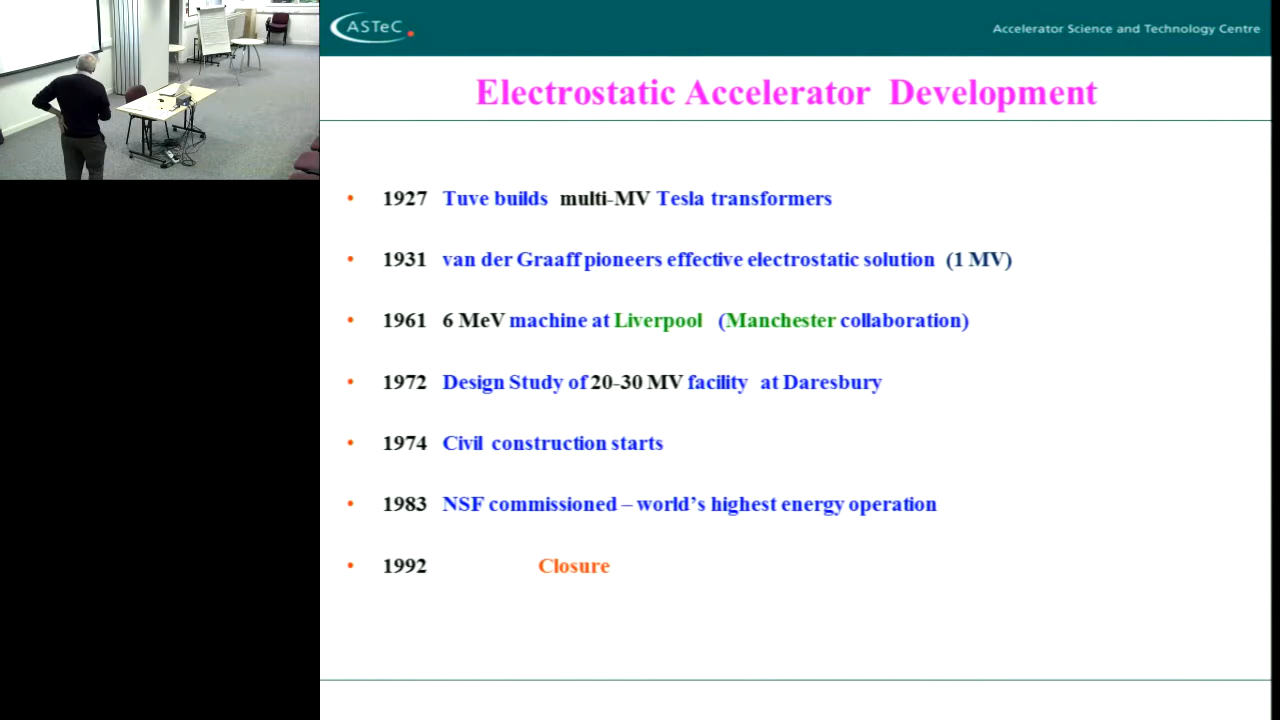 ASTeC
Accelerator Science and Technology Centre
Electrostatic Accelerator Development
• 1927 Tuve builds multi-MV Tesla transformers
• 1931 van der Graaff pioneers effective electrostatic solution (1 MV)
• 1961 6 MeV machine at Liverpool (Manchester collaboration)
• 1972 Design Study of 20-30 MV facility at Daresbury
• 1974 Civil construction starts
• 1983 NSF commissioned – world's highest energy operation
• 1992 Closure